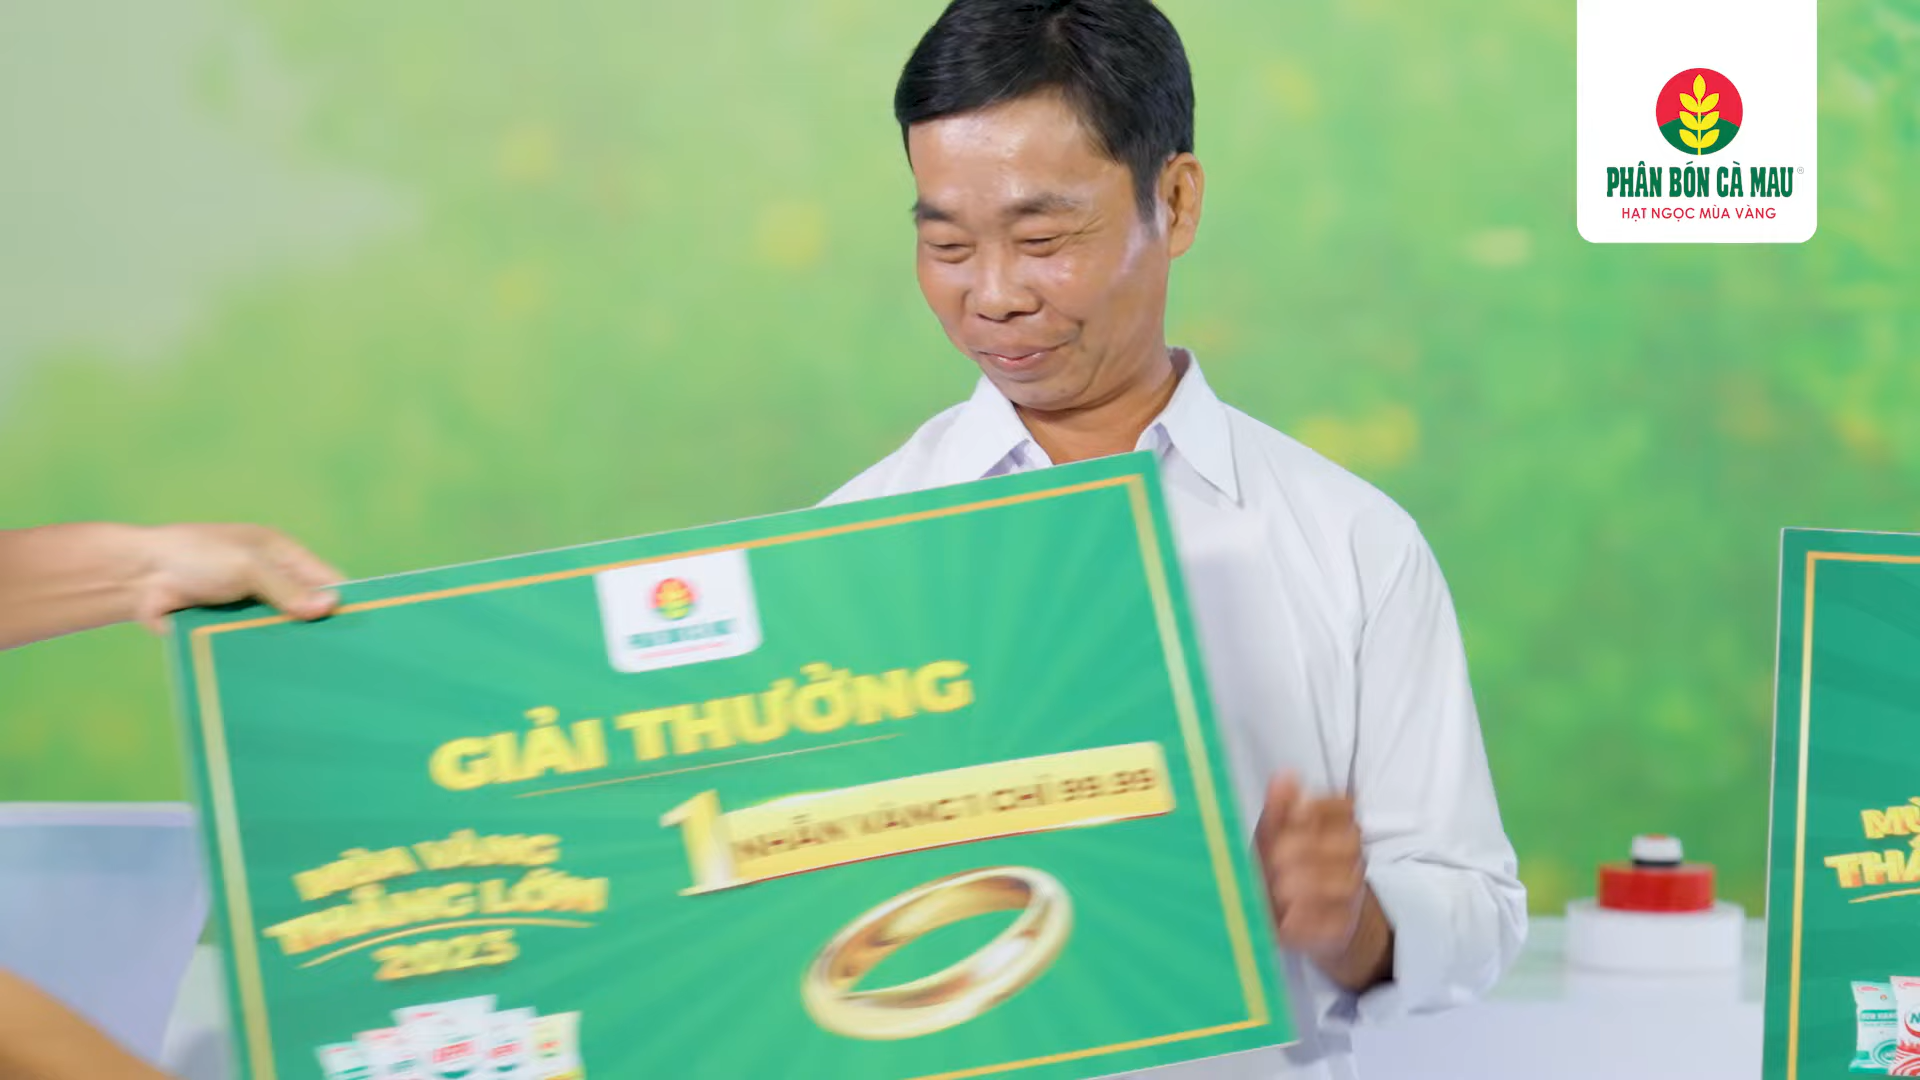 PHÂN BÓN CÀ MAU®
HẠT NGỌC MÙA VÀNG
GIẢI THƯỞNG
1 NHẪN VÀNG 1 CHỈ 99.99
MÙA VÀNG
THẮNG LỚN
2023